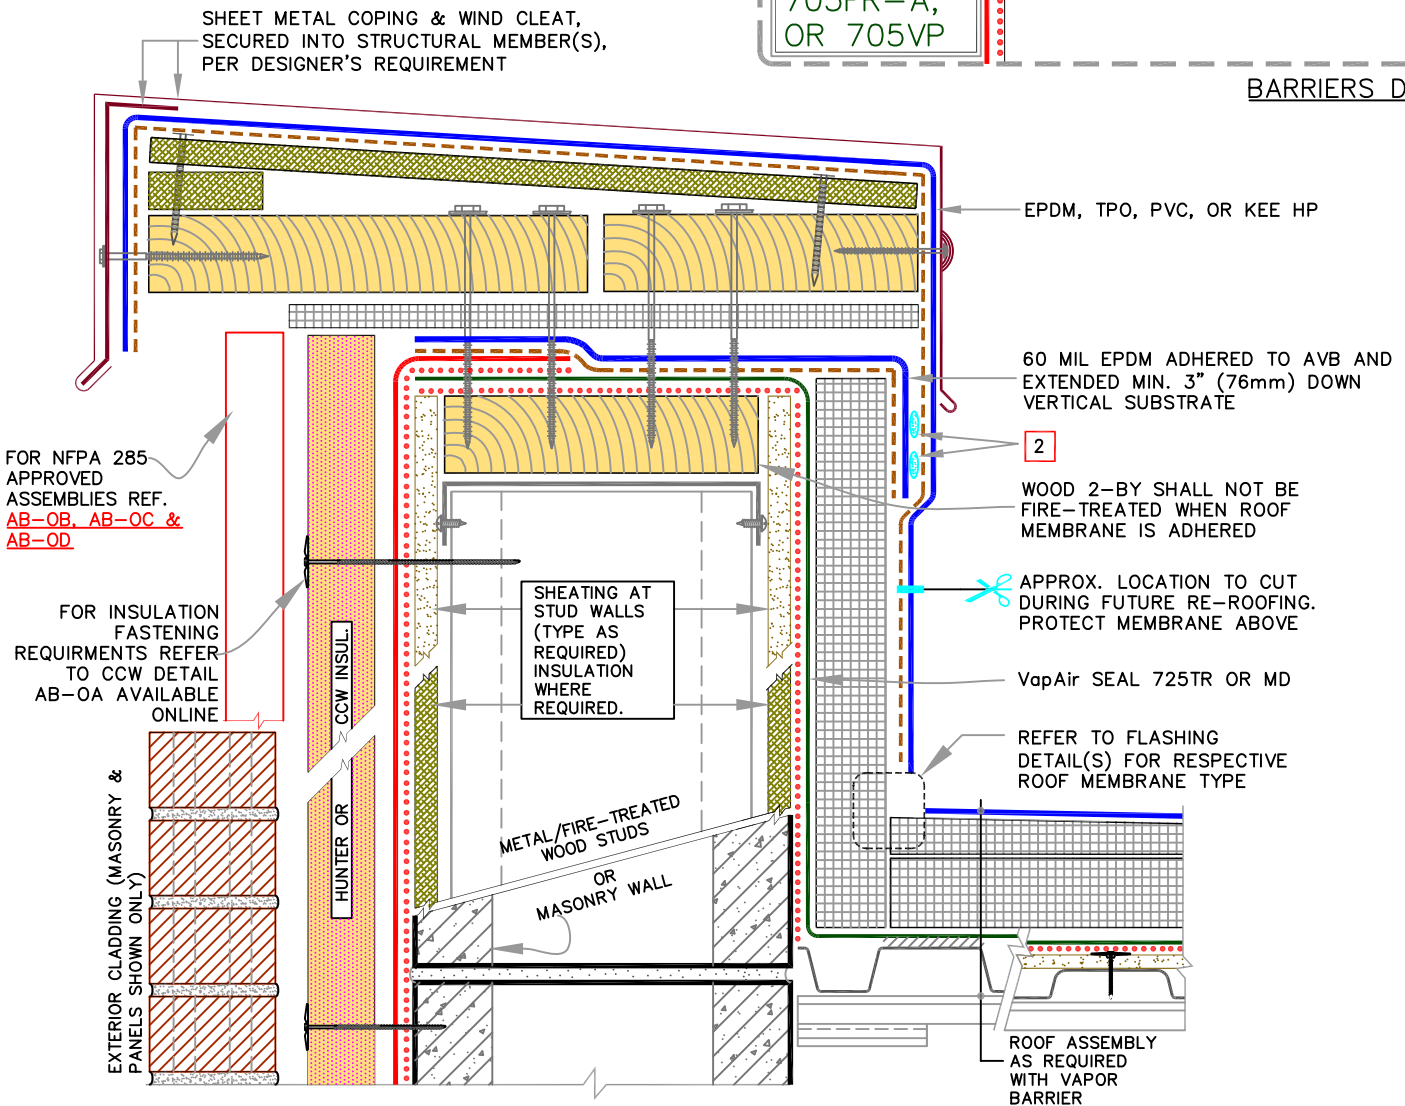 SHEET METAL COPING & WIND CLEAT,
SECURED INTO STRUCTURAL MEMBER(S),
PER DESIGNER'S REQUIREMENT
705FR-A,
OR 705VP
BARRIERS D
EPDM, TPO, PVC, OR KEE HP
60 MIL EPDM ADHERED TO AVB AND
EXTENDED MIN. 3" (76mm) DOWN
VERTICAL SUBSTRATE
2
WOOD 2-BY SHALL NOT BE
FIRE-TREATED WHEN ROOF
MEMBRANE IS ADHERED
APPROX. LOCATION TO CUT
DURING FUTURE RE-ROOFING.
PROTECT MEMBRANE ABOVE
VapAir SEAL 725TR OR MD
REFER TO FLASHING
DETAIL(S) FOR RESPECTIVE
ROOF MEMBRANE TYPE
FOR NFPA 285
APPROVED
ASSEMBLIES REF.
AB-OB, AB-OC &
AB-OD
FOR INSULATION
FASTENING
REQUIRMENTS REFER
TO CCW DETAIL
AB-OA AVAILABLE
ONLINE
SHEATING AT
STUD WALLS
(TYPE AS
REQUIRED)
INSULATION
WHERE
REQUIRED.
HUNTER OR CCW INSUL.
METAL/FIRE-TREATED
WOOD STUDS
OR
MASONRY WALL
EXTERIOR CLADDING (MASONRY &
PANELS SHOWN ONLY)
ROOF ASSEMBLY
AS REQUIRED
WITH VAPOR
BARRIER